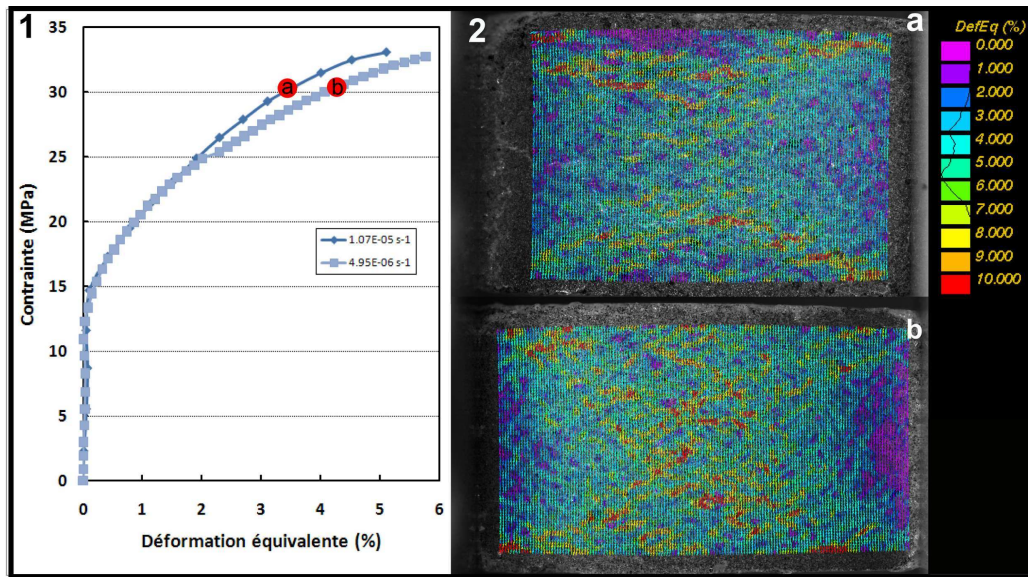 1
35
30
25
20
15
10
5
0
Contrainte (MPa)
a
b
1.07E-05 s-1
4.95E-06 s-1
0 1 2 3 4 5 6
Déformation équivalente (%)
2
a
b
DefEq (%)
0.000
1.000
2.000
3.000
4.000
5.000
6.000
7.000
8.000
9.000
10.000